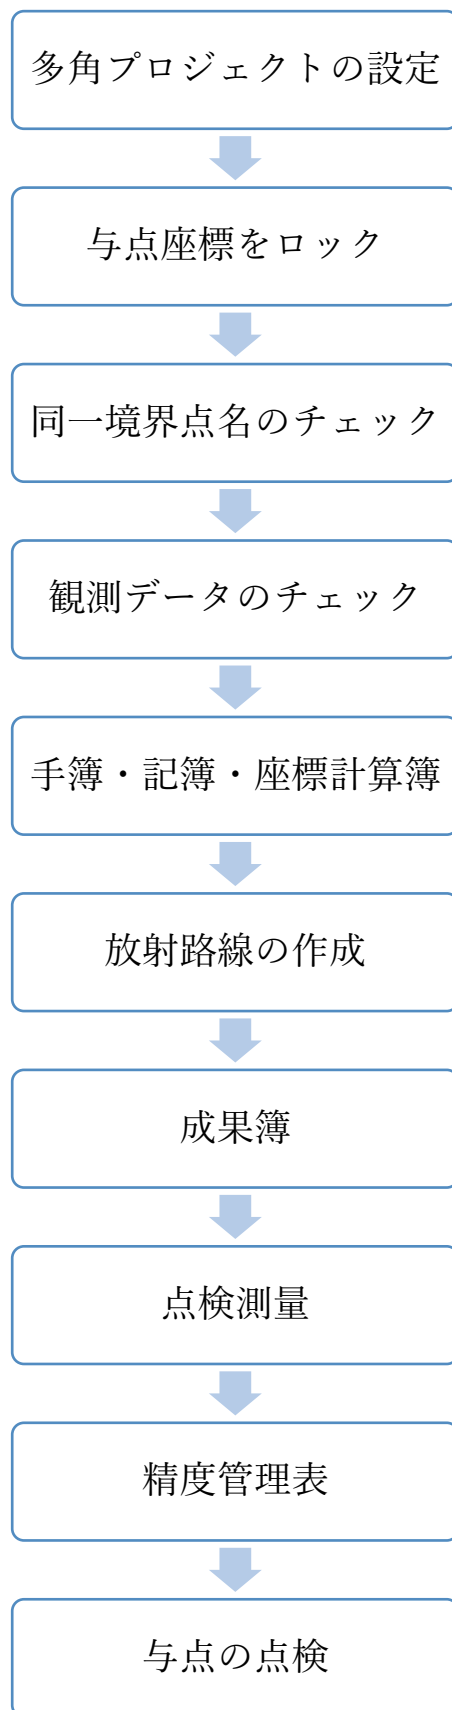 多角プロジェクトの設定
与点座標をロック
同一境界点名のチェック
観測データのチェック
手簿・記簿・座標計算簿
放射路線の作成
成果簿
点検測量
精度管理表
与点の点検